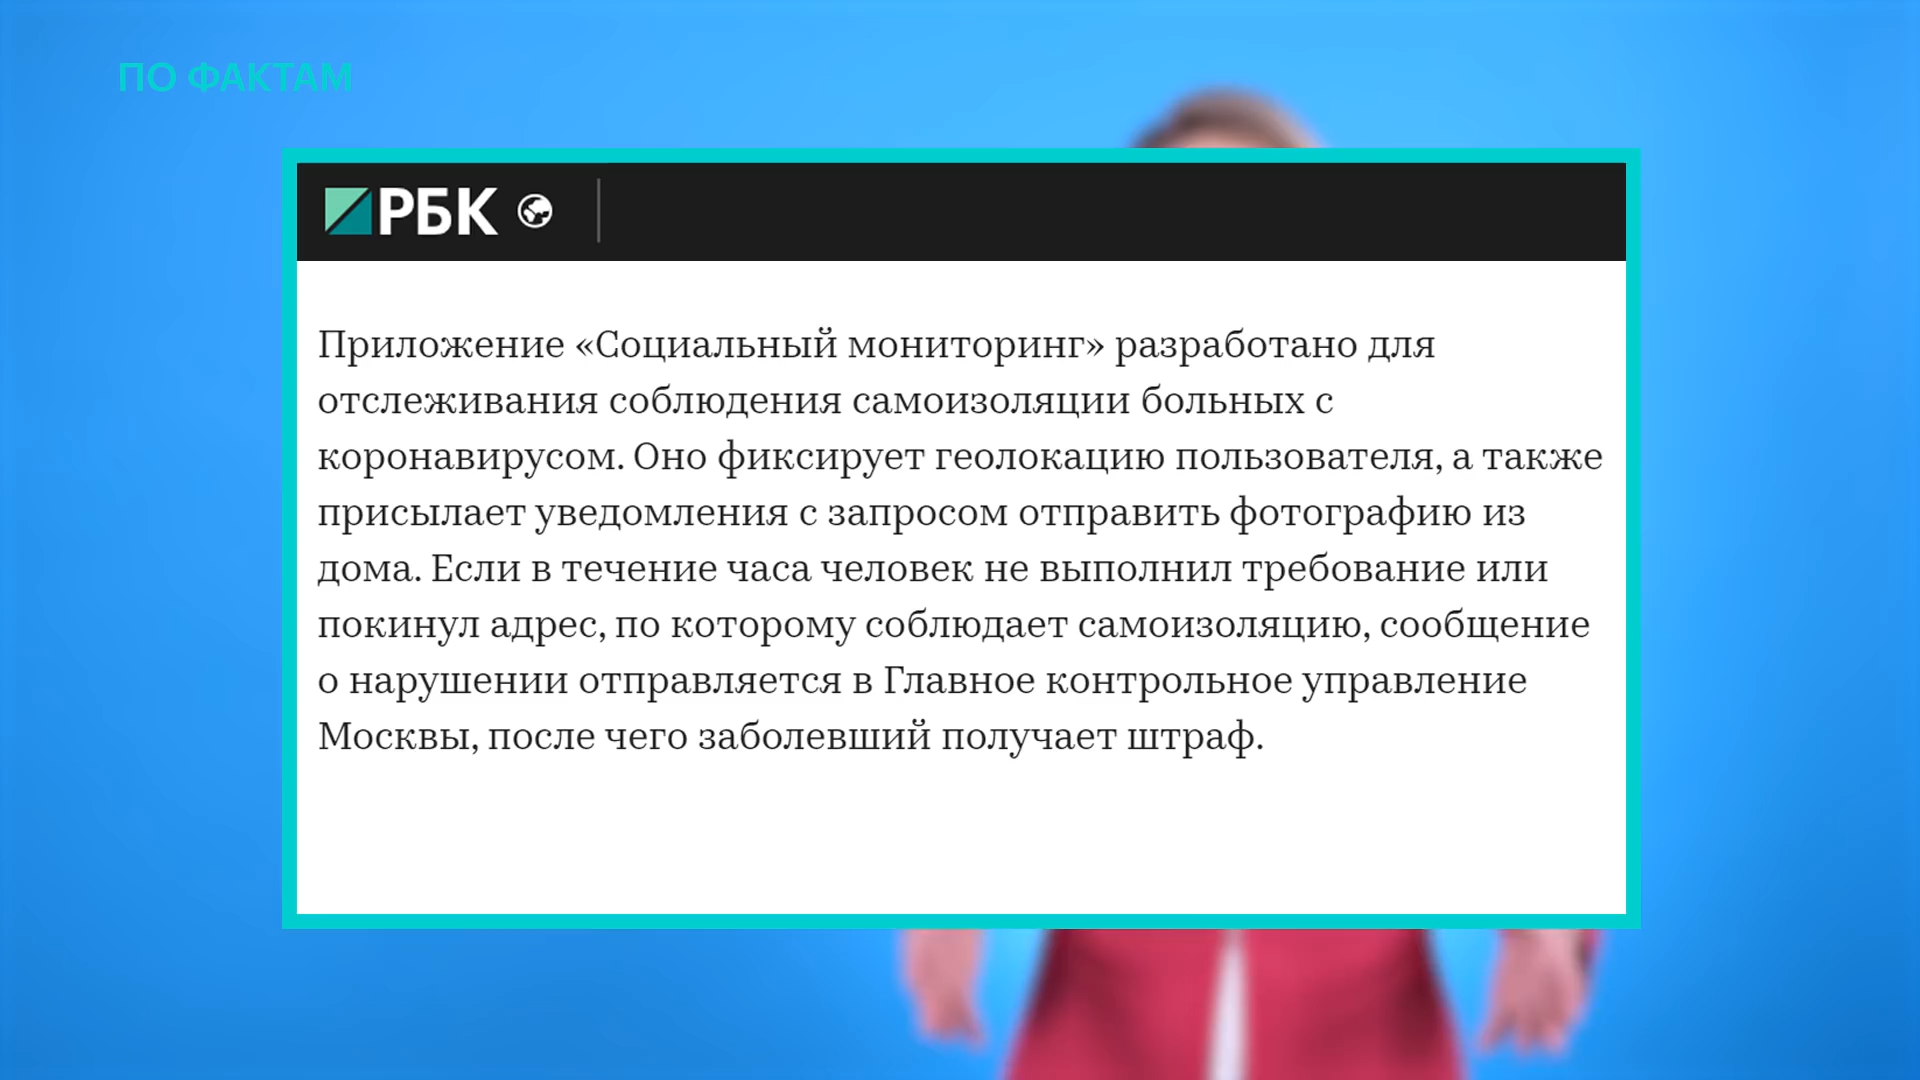 ПО ФАКТАМ
РБК
Приложение «Социальный мониторинг» разработано для
отслеживания соблюдения самоизоляции больных с
коронавирусом. Оно фиксирует геолокацию пользователя, а также
присылает уведомления с запросом отправить фотографию из
дома. Если в течение часа человек не выполнил требование или
покинул адрес, по которому соблюдает самоизоляцию, сообщение
о нарушении отправляется в Главное контрольное управление
Москвы, после чего заболевший получает штраф.